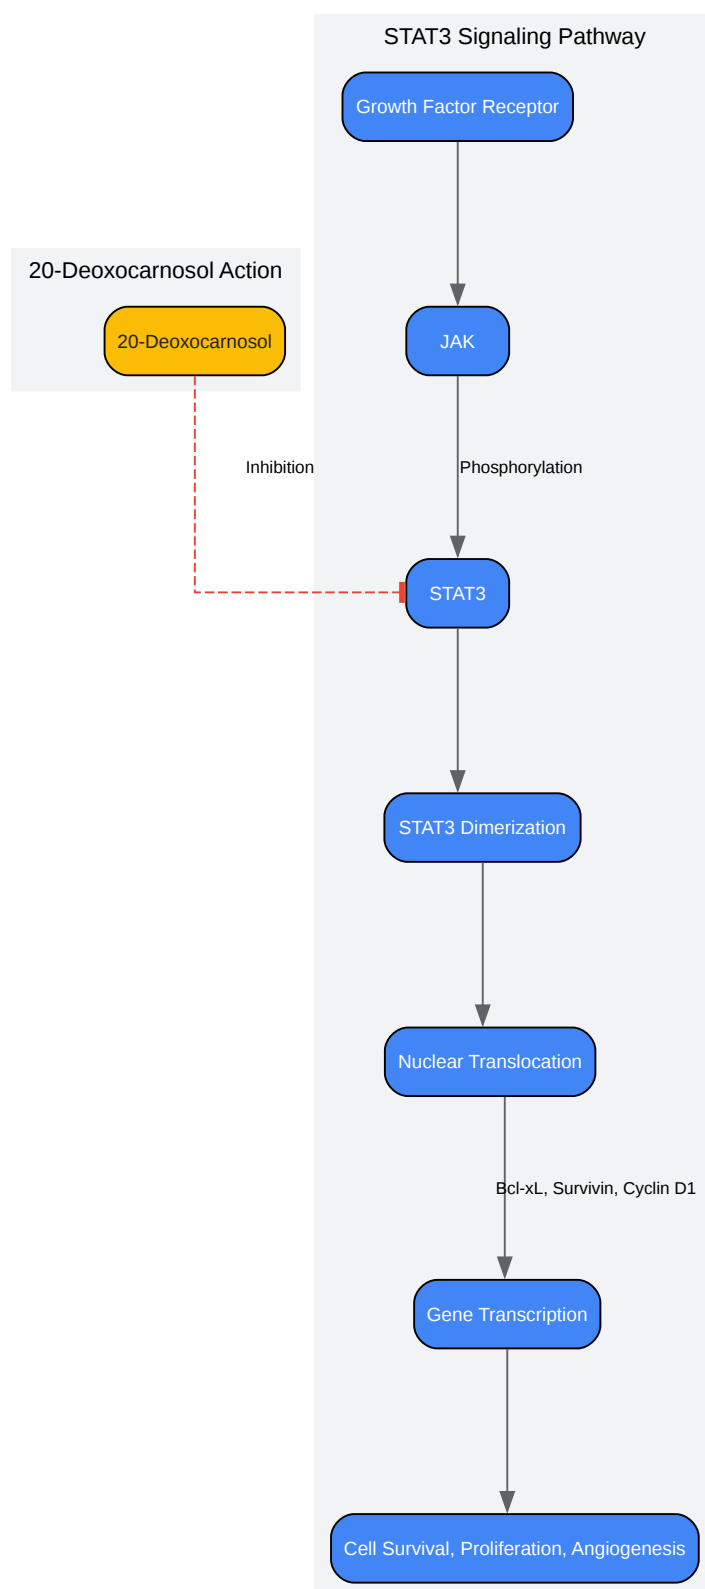 STAT3 Signaling Pathway
Growth Factor Receptor
20-Deoxocarnosol Action
20-Deoxocarnosol
JAK
Inhibition
Phosphorylation
STAT3
STAT3 Dimerization
Nuclear Translocation
Bcl-xL, Survivin, Cyclin D1
Gene Transcription
Cell Survival, Proliferation, Angiogenesis